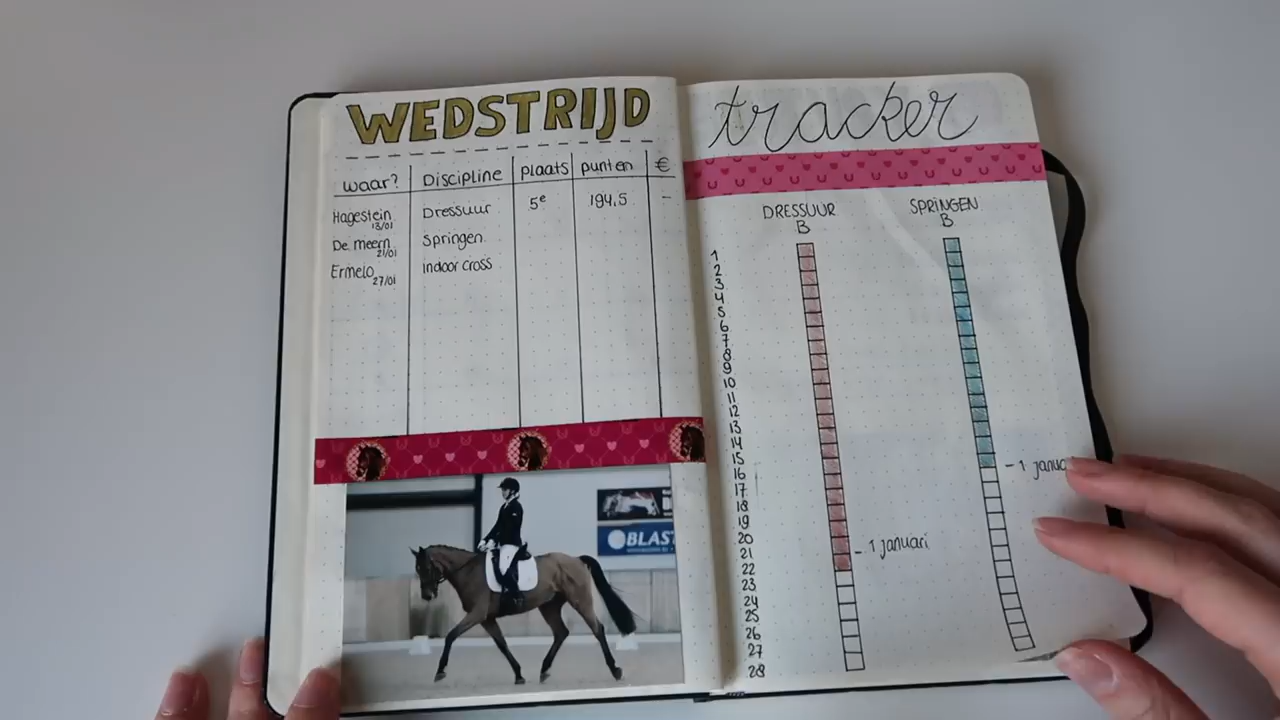 WEDSTRIJD
waar? Discipline plaats punten €
Hagestein 13/01 Dressuur 5e 194,5 -
De meern 21/01 Springen
Ermelo 27/01 Indoor cross
BLAST
tracker
DRESSUUR SPRINGEN
B B
1
2
3
4
5
6
7
8
9
10
11
12
13
14
15
16 - 1 janua
17
18
19
20
21 - 1 januari
22
23
24
25
26
27
28